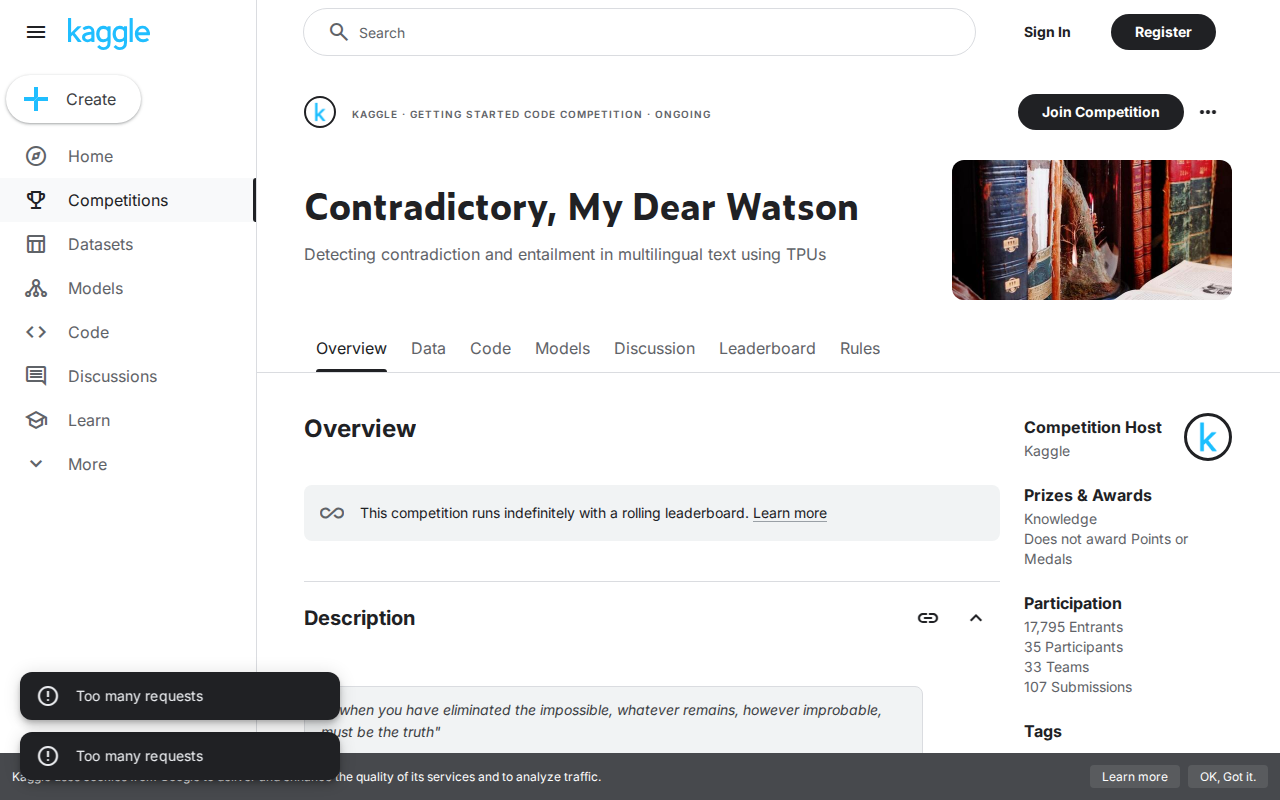 kaggle
Search
Sign In
Register
Create
Home
Competitions
Datasets
Models
Code
Discussions
Learn
More
KAGGLE · GETTING STARTED CODE COMPETITION · ONGOING
Join Competition
Contradictory, My Dear Watson
Detecting contradiction and entailment in multilingual text using TPUs
Overview
Data
Code
Models
Discussion
Leaderboard
Rules
Overview
This competition runs indefinitely with a rolling leaderboard. Learn more
Description
when you have eliminated the impossible, whatever remains, however improbable,
must be the truth"
Competition Host
Kaggle
Prizes & Awards
Knowledge
Does not award Points or
Medals
Participation
17,795 Entrants
35 Participants
33 Teams
107 Submissions
Tags
Too many requests
Too many requests
the quality of its services and to analyze traffic.
Learn more
OK, Got it.